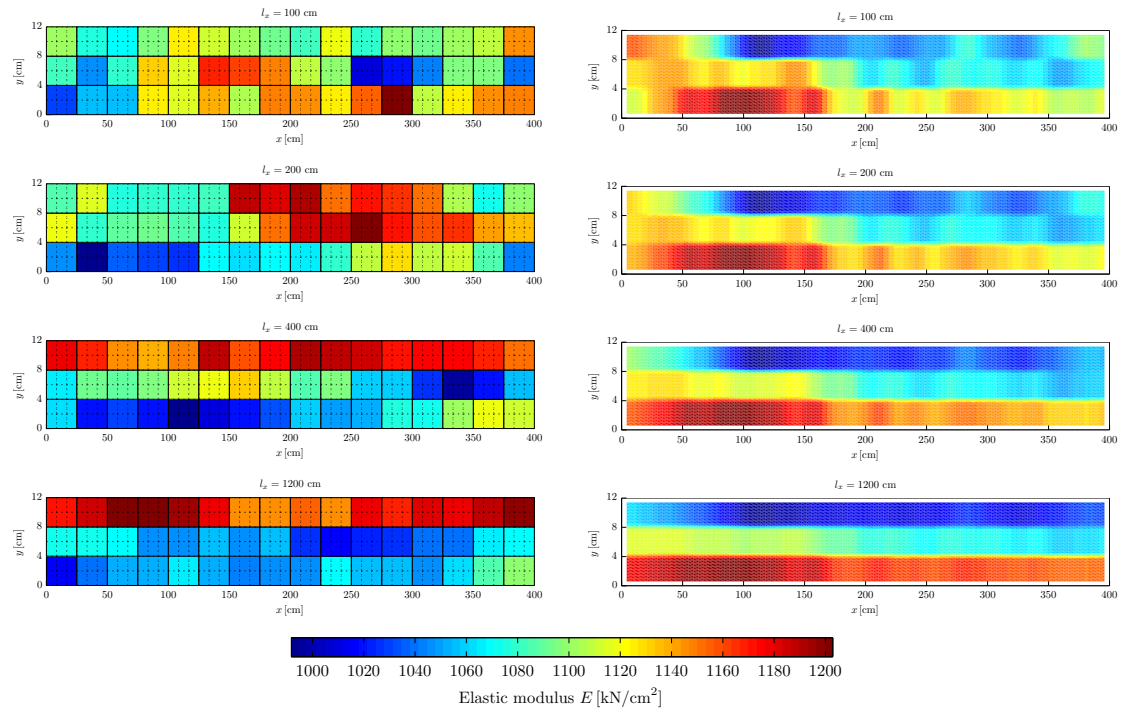 l_x = 100 cm
12
8
4
0
y [cm]
0 50 100 150 200 250 300 350 400
x [cm]
l_x = 100 cm
12
8
4
0
y [cm]
0 50 100 150 200 250 300 350 400
x [cm]
l_x = 200 cm
12
8
4
0
y [cm]
0 50 100 150 200 250 300 350 400
x [cm]
l_x = 200 cm
12
8
4
0
y [cm]
0 50 100 150 200 250 300 350 400
x [cm]
l_x = 400 cm
12
8
4
0
y [cm]
0 50 100 150 200 250 300 350 400
x [cm]
l_x = 400 cm
12
8
4
0
y [cm]
0 50 100 150 200 250 300 350 400
x [cm]
l_x = 1200 cm
12
8
4
0
y [cm]
0 50 100 150 200 250 300 350 400
x [cm]
l_x = 1200 cm
12
8
4
0
y [cm]
0 50 100 150 200 250 300 350 400
x [cm]
1000 1020 1040 1060 1080 1100 1120 1140 1160 1180 1200
Elastic modulus E [kN/cm²]